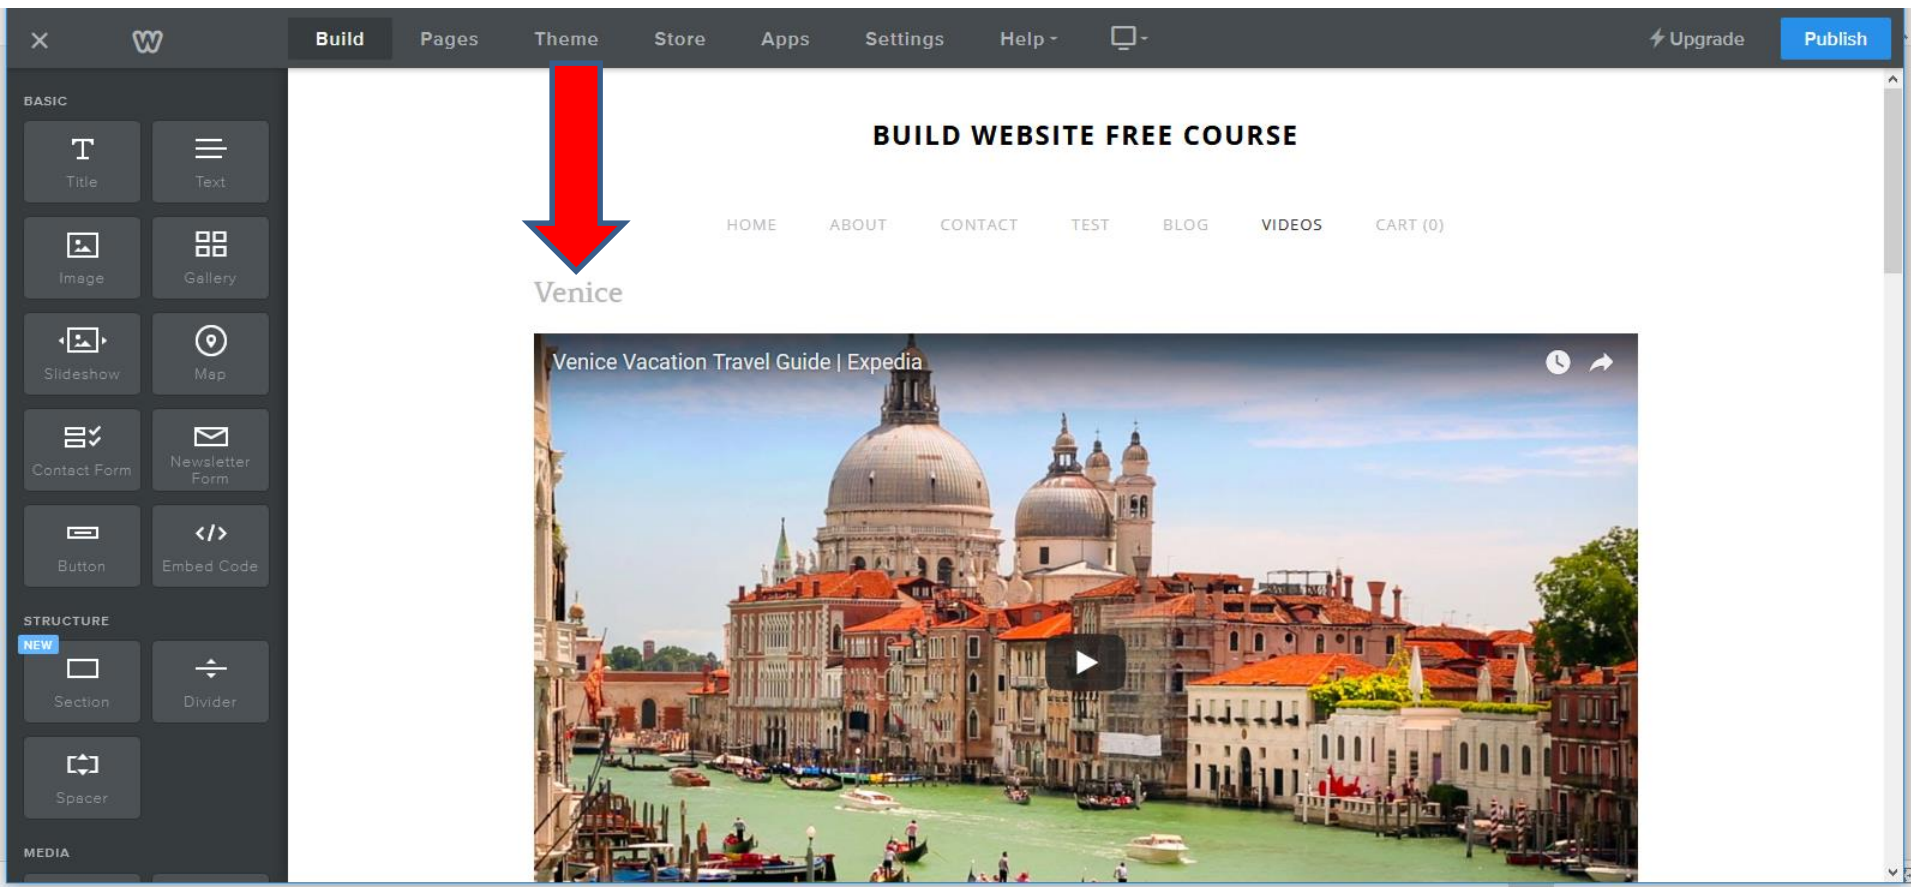 Build Pages Theme Store Apps Settings Help Upgrade Publish
BASIC
Title Text
Image Gallery
Slideshow Map
Contact Form Newsletter Form
Button Embed Code
STRUCTURE
NEW
Section Divider
Spacer
MEDIA
BUILD WEBSITE FREE COURSE
HOME ABOUT CONTACT TEST BLOG VIDEOS CART (0)
Venice
Venice Vacation Travel Guide | Expedia